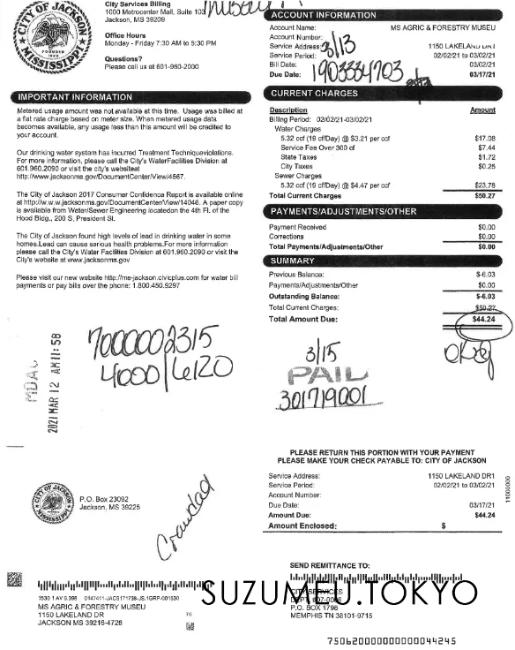 CITY OF JACKSON
MISSISSIPPI
City Services Billing
1000 Metrocenter Mall, Suite 103
Jackson, MS 39209
Office Hours
Monday - Friday 7:30 AM to 5:30 PM
Questions?
Please call us at 601-960-2000
ACCOUNT INFORMATION
Account Name: MS AGRIC & FORESTRY MUSEU
Account Number:
Service Address: 1150 LAKELAND DR1
Service Period: 02/02/21 to 03/02/21
Bill Date: 03/02/21
Due Date: 03/17/21
3/13
1903334703
IMPORTANT INFORMATION
Metered usage amount was not available at this time. Usage was billed at
a flat rate charge based on meter size. When metered usage data
becomes available, any usage less than this amount will be credited to
your account.
Our drinking water system has incurred Treatment Techniqueviolations.
For more information, please call the City's WaterFacilities Division at
601.960.2090 or visit the city's websiteat
http://www.jacksonms.gov/DocumentCenter/View/4667.
The City of Jackson 2017 Consumer Confidence Report is available online
at http://w.w.w.jacksonms.gov/DocumentCenter/View/14046. A paper copy
is available from Water/Sewer Engineering locatedon the 4th Fl. of the
Hood Bldg., 200 S. President St.
The City of Jackson found high levels of lead in drinking water in some
homes.Lead can cause serious health problems.For more information
please call the City's Water Facilities Division at 601.960.2090 or visit the
City's website at www.jacksonms.gov
Please visit our new website http://me-jackson.civicplus.com for water bill
payments or pay bills over the phone: 1.800.450.9297
CURRENT CHARGES
Description Amount
Billing Period: 02/02/21-03/02/21
Water Charges
5.32 ccf (19 cff/Day) @ $3.21 per ccf $17.08
Service Fee Over 300 cf $7.44
State Taxes $1.72
City Taxes $0.25
Sewer Charges
5.32 ccf (19 cff/Day) @ $4.47 per ccf $23.78
Total Current Charges $50.27
PAYMENTS/ADJUSTMENTS/OTHER
Payment Received $0.00
Corrections $0.00
Total Payments/Adjustments/Other $0.00
SUMMARY
Previous Balance: $-6.03
Payments/Adjustments/Other $0.00
Outstanding Balance: $-6.03
Total Current Charges: $50.27
Total Amount Due: $44.24
7000002315
4000/6120
MDAC
2021 MAR 12 AM 11:58
3/15
PAID
301719001
PLEASE RETURN THIS PORTION WITH YOUR PAYMENT
PLEASE MAKE YOUR CHECK PAYABLE TO: CITY OF JACKSON
Service Address: 1150 LAKELAND DR1
Service Period: 02/02/21 to 03/02/21
Account Number:
Due Date: 03/17/21
Amount Due: $44.24
Amount Enclosed: $
CITY OF JACKSON
MISSISSIPPI
P.O. Box 23092
Jackson, MS 39225
SEND REMITTANCE TO:
SUZUMEU.TOKYO
MS AGRIC & FORESTRY MUSEU
1150 LAKELAND DR
JACKSON MS 39216-4728
CITY SERVICES
P.O. BOX 1798
MEMPHIS TN 38101-9715